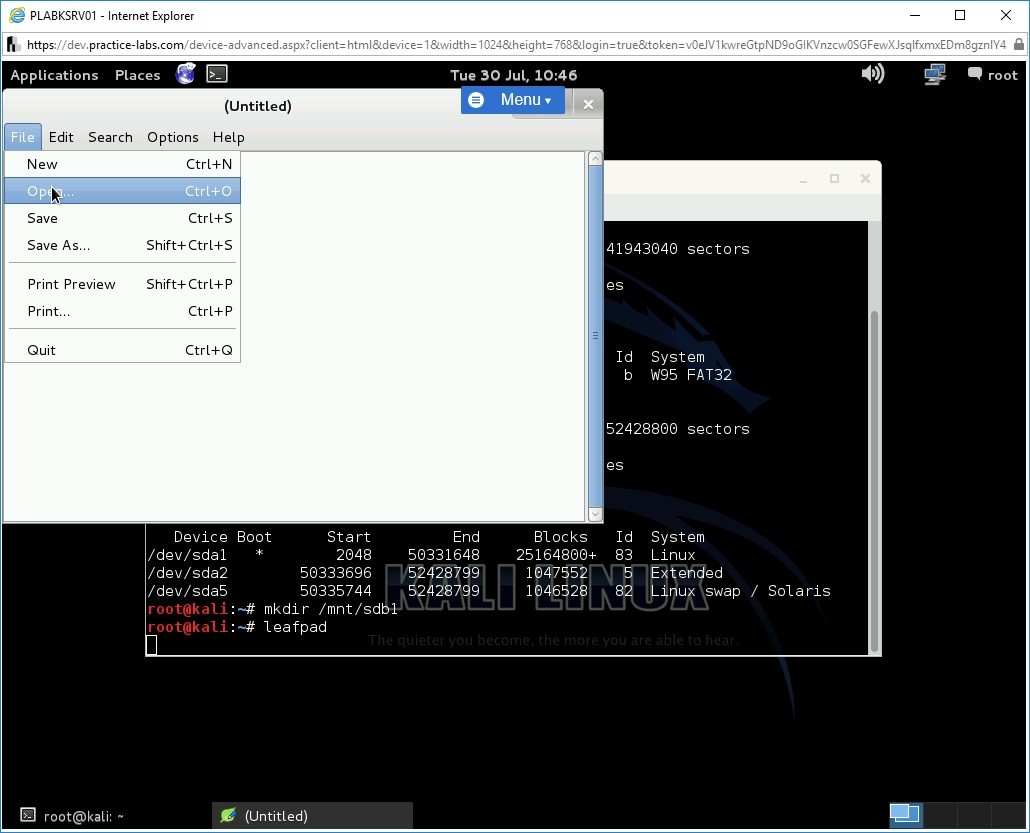 PLABKSRV01 - Internet Explorer
https://dev.practice-labs.com/device-advanced.aspx?client=html&device=1&width=1024&height=768&login=true&token=
Applications Places Tue 30 Jul, 10:46 root
(Untitled) Menu
File Edit Search Options Help
New Ctrl+N
Open... Ctrl+O
Save Ctrl+S
Save As... Shift+Ctrl+S
Print Preview Shift+Ctrl+P
Print... Ctrl+P
Quit Ctrl+Q
41943040 sectors
es
Id System
b W95 FAT32
52428800 sectors
es
Device Boot Start End Blocks Id System
/dev/sda1 * 2048 50331648 25164800+ 83 Linux
/dev/sda2 50333696 52428799 1047552 5 Extended
/dev/sda5 50335744 52428799 1046528 82 Linux swap / Solaris
KALI LINUX
root@kali:~# mkdir /mnt/sdb1
root@kali:~# leafpad
The quieter you become, the more you are able to hear.
root@kali: ~ (Untitled)